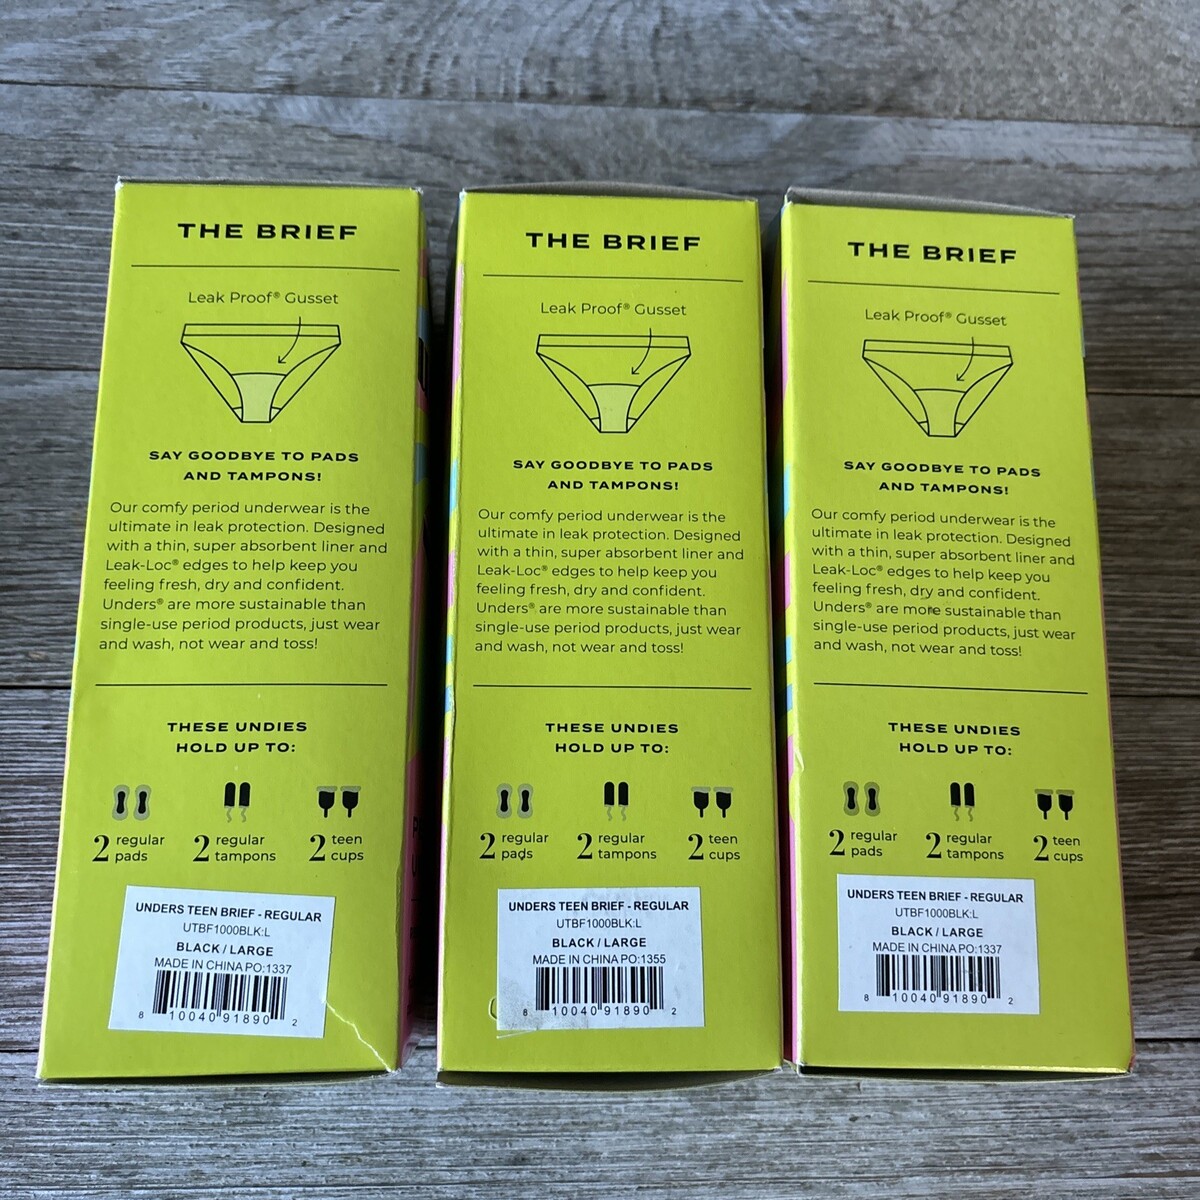 THE BRIEF
Leak Proof® Gusset
SAY GOODBYE TO PADS
AND TAMPONS!
Our comfy period underwear is the
ultimate in leak protection. Designed
with a thin, super absorbent liner and
Leak-Loc® edges to help keep you
feeling fresh, dry and confident.
Unders® are more sustainable than
single-use period products, just wear
and wash, not wear and toss!
THESE UNDIES
HOLD UP TO:
2 regular pads
2 regular tampons
2 teen cups
UNDERS TEEN BRIEF - REGULAR
UTBF1000BLK:L
BLACK / LARGE
MADE IN CHINA PO:1337
8 10040 91890 2
THE BRIEF
Leak Proof® Gusset
SAY GOODBYE TO PADS
AND TAMPONS!
Our comfy period underwear is the
ultimate in leak protection. Designed
with a thin, super absorbent liner and
Leak-Loc® edges to help keep you
feeling fresh, dry and confident.
Unders® are more sustainable than
single-use period products, just wear
and wash, not wear and toss!
THESE UNDIES
HOLD UP TO:
2 regular pads
2 regular tampons
2 teen cups
UNDERS TEEN BRIEF - REGULAR
UTBF1000BLK:L
BLACK / LARGE
MADE IN CHINA PO:1355
8 10040 91890 2
THE BRIEF
Leak Proof® Gusset
SAY GOODBYE TO PADS
AND TAMPONS!
Our comfy period underwear is the
ultimate in leak protection. Designed
with a thin, super absorbent liner and
Leak-Loc® edges to help keep you
feeling fresh, dry and confident.
Unders® are more sustainable than
single-use period products, just wear
and wash, not wear and toss!
THESE UNDIES
HOLD UP TO:
2 regular pads
2 regular tampons
2 teen cups
UNDERS TEEN BRIEF - REGULAR
UTBF1000BLK:L
BLACK / LARGE
MADE IN CHINA PO:1337
8 10040 91890 2